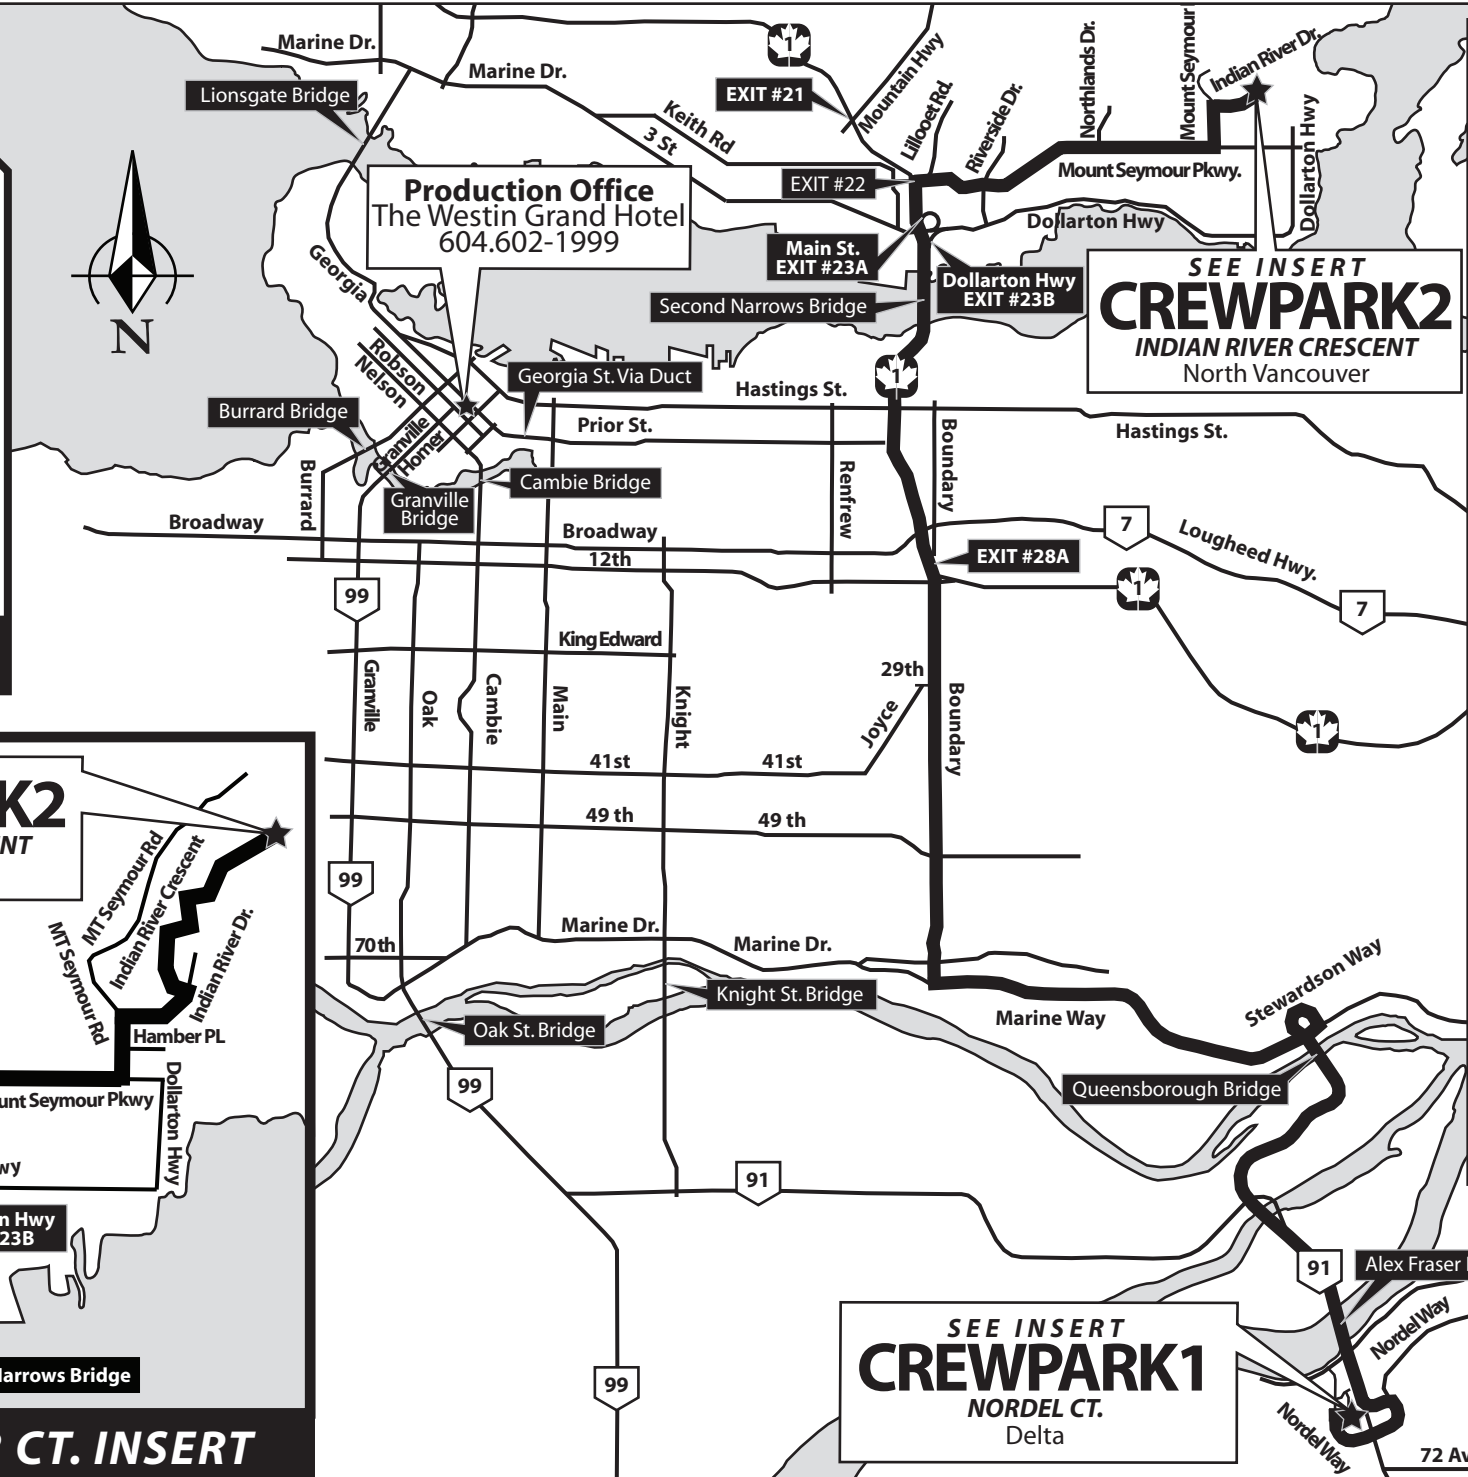 Marine Dr.
Marine Dr.
1
Mountain Hwy
Lillooet Rd.
Riverside Dr.
Northlands Dr.
Mount Seymour
Indian River Dr.
Lionsgate Bridge
EXIT #21
Keith Rd
3 St
Dollarton Hwy
Mount Seymour Pkwy.
EXIT #22
Production Office
The Westin Grand Hotel
604.602-1999
Dollarton Hwy
Main St.
EXIT #23A
Dollarton Hwy
EXIT #23B
Second Narrows Bridge
SEE INSERT
CREWPARK2
INDIAN RIVER CRESCENT
North Vancouver
N
Georgia
Robson
Nelson
Georgia St. Via Duct
1
Hastings St.
Burrard Bridge
Prior St.
Hastings St.
Granville
Homer
Burrard
Cambie Bridge
Granville
Bridge
Renfrew
Boundary
Broadway
Broadway
12th
7
Lougheed Hwy.
EXIT #28A
1
7
99
King Edward
29th
Granville
Oak
Cambie
Main
Knight
Joyce
Boundary
1
41st
41st
49 th
49 th
99
Marine Dr.
Marine Dr.
70th
Knight St. Bridge
Oak St. Bridge
Marine Way
Stewardson Way
Queensborough Bridge
99
91
91
Alex Fraser
Nordel Way
99
SEE INSERT
CREWPARK1
NORDEL CT.
Delta
Nordel Way
72 Av
K2
NT
MT Seymour Rd
Indian River Crescent
MT Seymour Rd
Indian River Dr.
Hamber PL
unt Seymour Pkwy
Dollarton Hwy
wy
n Hwy
23B
arrows Bridge
CT. INSERT